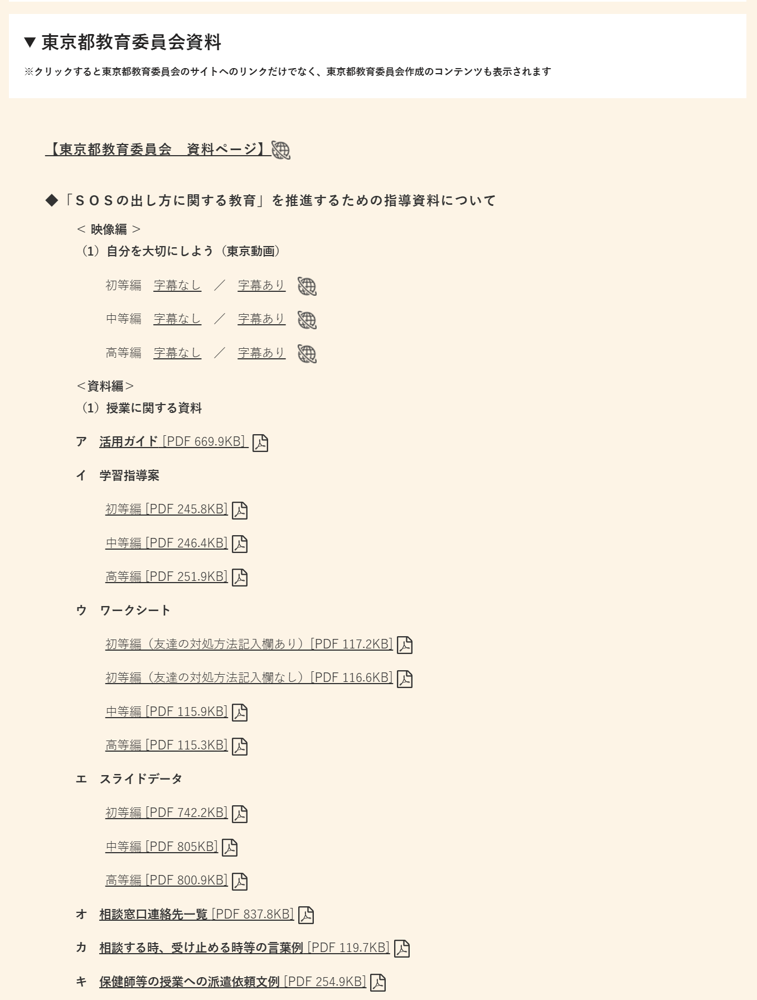 ▼ 東京都教育委員会資料
※クリックすると東京都教育委員会のサイトへのリンクだけでなく、東京都教育委員会作成のコンテンツも表示されます
【東京都教育委員会　資料ページ】
◆「ＳＯＳの出し方に関する教育」を推進するための指導資料について
＜ 映像編 ＞
（1）自分を大切にしよう（東京動画）
初等編　字幕なし　／　字幕あり
中等編　字幕なし　／　字幕あり
高等編　字幕なし　／　字幕あり
＜資料編＞
（1）授業に関する資料
ア　活用ガイド [PDF 669.9KB]
イ　学習指導案
初等編 [PDF 245.8KB]
中等編 [PDF 246.4KB]
高等編 [PDF 251.9KB]
ウ　ワークシート
初等編（友達の対処方法記入欄あり）[PDF 117.2KB]
初等編（友達の対処方法記入欄なし）[PDF 116.6KB]
中等編 [PDF 115.9KB]
高等編 [PDF 115.3KB]
エ　スライドデータ
初等編 [PDF 742.2KB]
中等編 [PDF 805KB]
高等編 [PDF 800.9KB]
オ　相談窓口連絡先一覧 [PDF 837.8KB]
カ　相談する時、受け止める時等の言葉例 [PDF 119.7KB]
キ　保健師等の授業への派遣依頼文例 [PDF 254.9KB]